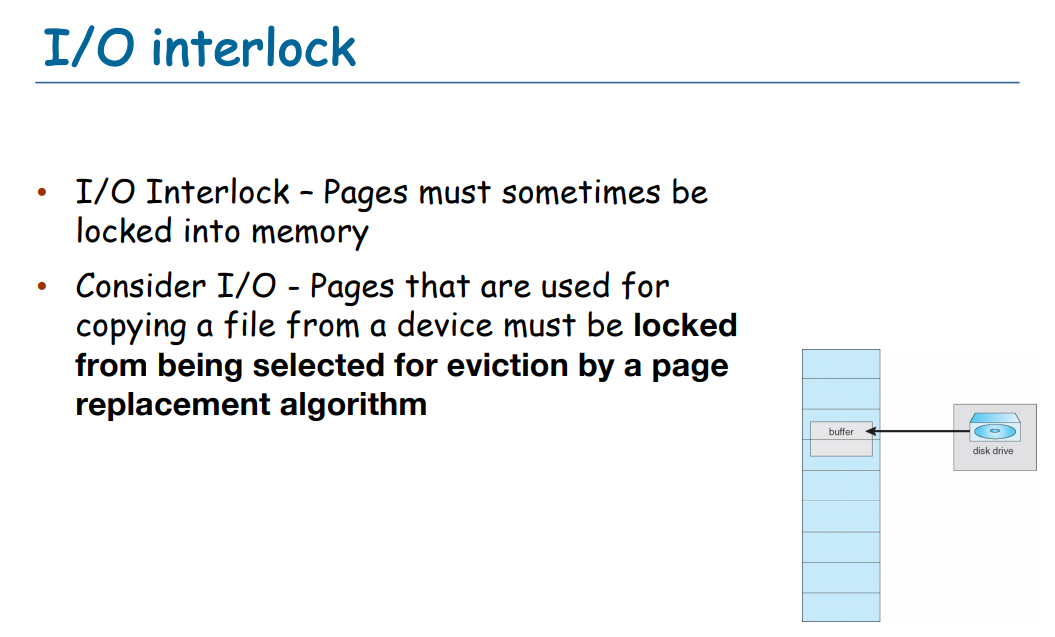 I/O interlock
• I/O Interlock – Pages must sometimes be
locked into memory
• Consider I/O - Pages that are used for
copying a file from a device must be locked
from being selected for eviction by a page
replacement algorithm
buffer
disk drive